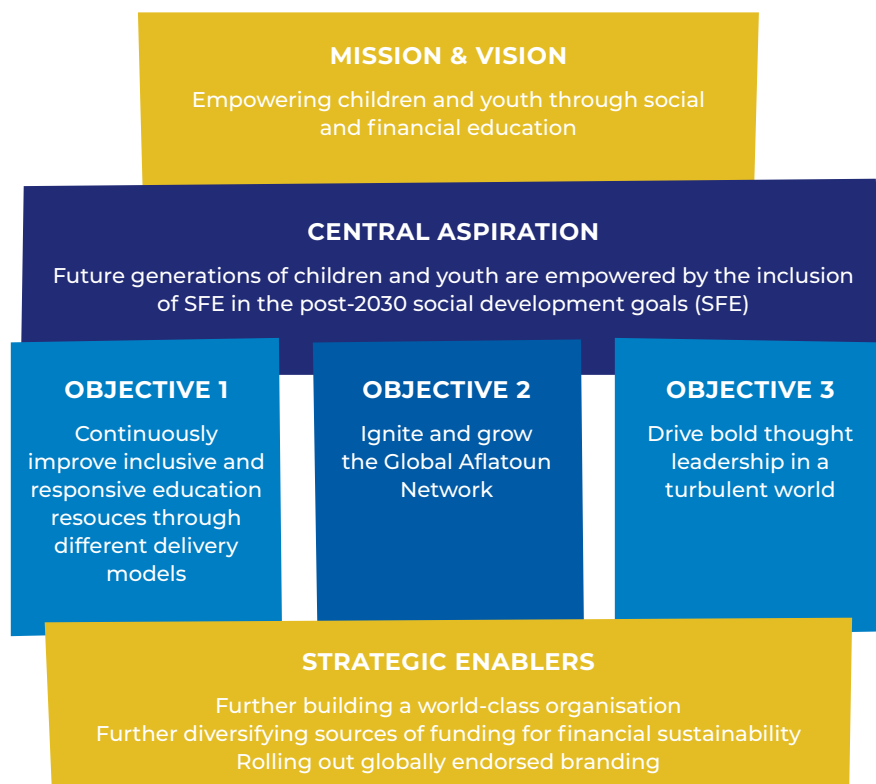 MISSION & VISION
Empowering children and youth through social
and financial education
CENTRAL ASPIRATION
Future generations of children and youth are empowered by the inclusion
of SFE in the post-2030 social development goals (SFE)
OBJECTIVE 1
Continuously
improve inclusive and
responsive education
resouces through
different delivery
models
OBJECTIVE 2
Ignite and grow
the Global Aflatoun
Network
OBJECTIVE 3
Drive bold thought
leadership in a
turbulent world
STRATEGIC ENABLERS
Further building a world-class organisation
Further diversifying sources of funding for financial sustainability
Rolling out globally endorsed branding